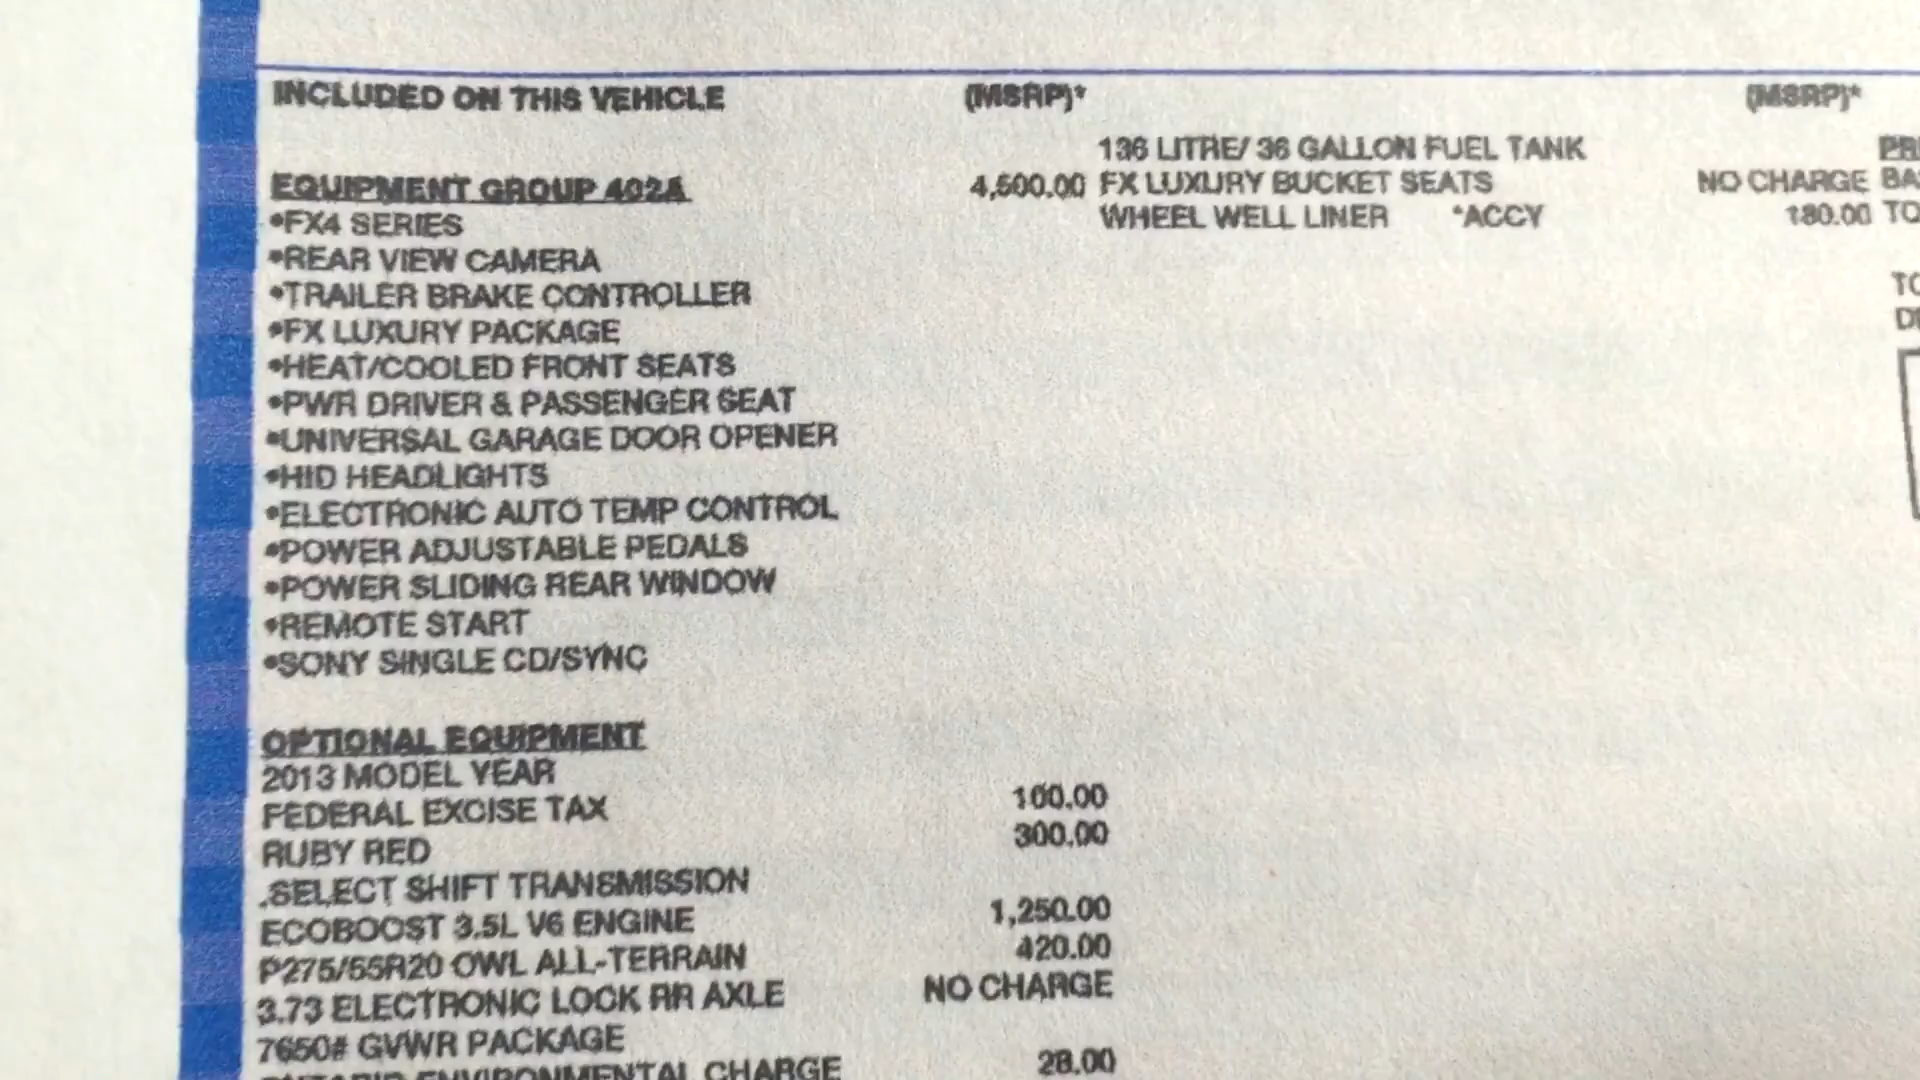 INCLUDED ON THIS VEHICLE (MSRP)* (MSRP)*
136 LITRE/ 36 GALLON FUEL TANK
EQUIPMENT GROUP 402A 4,500.00 FX LUXURY BUCKET SEATS NO CHARGE
•FX4 SERIES WHEEL WELL LINER *ACCY 180.00
•REAR VIEW CAMERA
•TRAILER BRAKE CONTROLLER
•FX LUXURY PACKAGE
•HEAT/COOLED FRONT SEATS
•PWR DRIVER & PASSENGER SEAT
•UNIVERSAL GARAGE DOOR OPENER
•HID HEADLIGHTS
•ELECTRONIC AUTO TEMP CONTROL
•POWER ADJUSTABLE PEDALS
•POWER SLIDING REAR WINDOW
•REMOTE START
•SONY SINGLE CD/SYNC
OPTIONAL EQUIPMENT
2013 MODEL YEAR
FEDERAL EXCISE TAX 100.00
RUBY RED 300.00
.SELECT SHIFT TRANSMISSION
ECOBOOST 3.5L V6 ENGINE 1,250.00
P275/55R20 OWL ALL-TERRAIN 420.00
3.73 ELECTRONIC LOCK RR AXLE NO CHARGE
7650# GVWR PACKAGE
ONTARIO ENVIRONMENTAL CHARGE 28.00